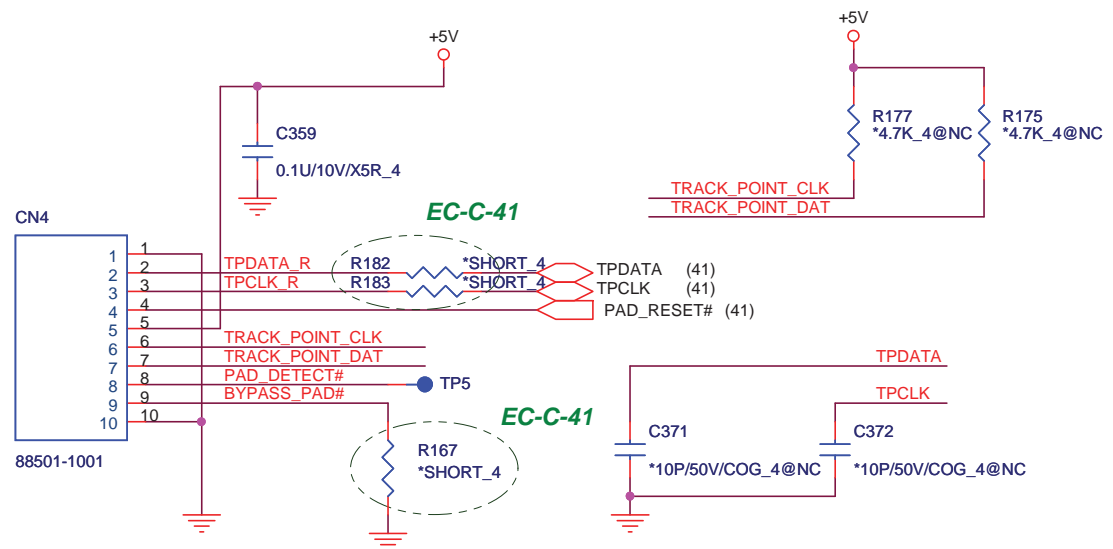 +5V
+5V
C359
0.1U/10V/X5R_4
R177
*4.7K_4@NC
R175
*4.7K_4@NC
TRACK_POINT_CLK
TRACK_POINT_DAT
EC-C-41
CN4
1 1
2 2 TPDATA_R R182 *SHORT_4 TPDATA (41)
3 3 TPCLK_R R183 *SHORT_4 TPCLK (41)
4 4 PAD_RESET# (41)
5 5
6 6 TRACK_POINT_CLK
7 7 TRACK_POINT_DAT
8 8 PAD_DETECT# TP5
9 9 BYPASS_PAD#
10 10
88501-1001
EC-C-41
R167
*SHORT_4
TPDATA
TPCLK
C371
*10P/50V/COG_4@NC
C372
*10P/50V/COG_4@NC